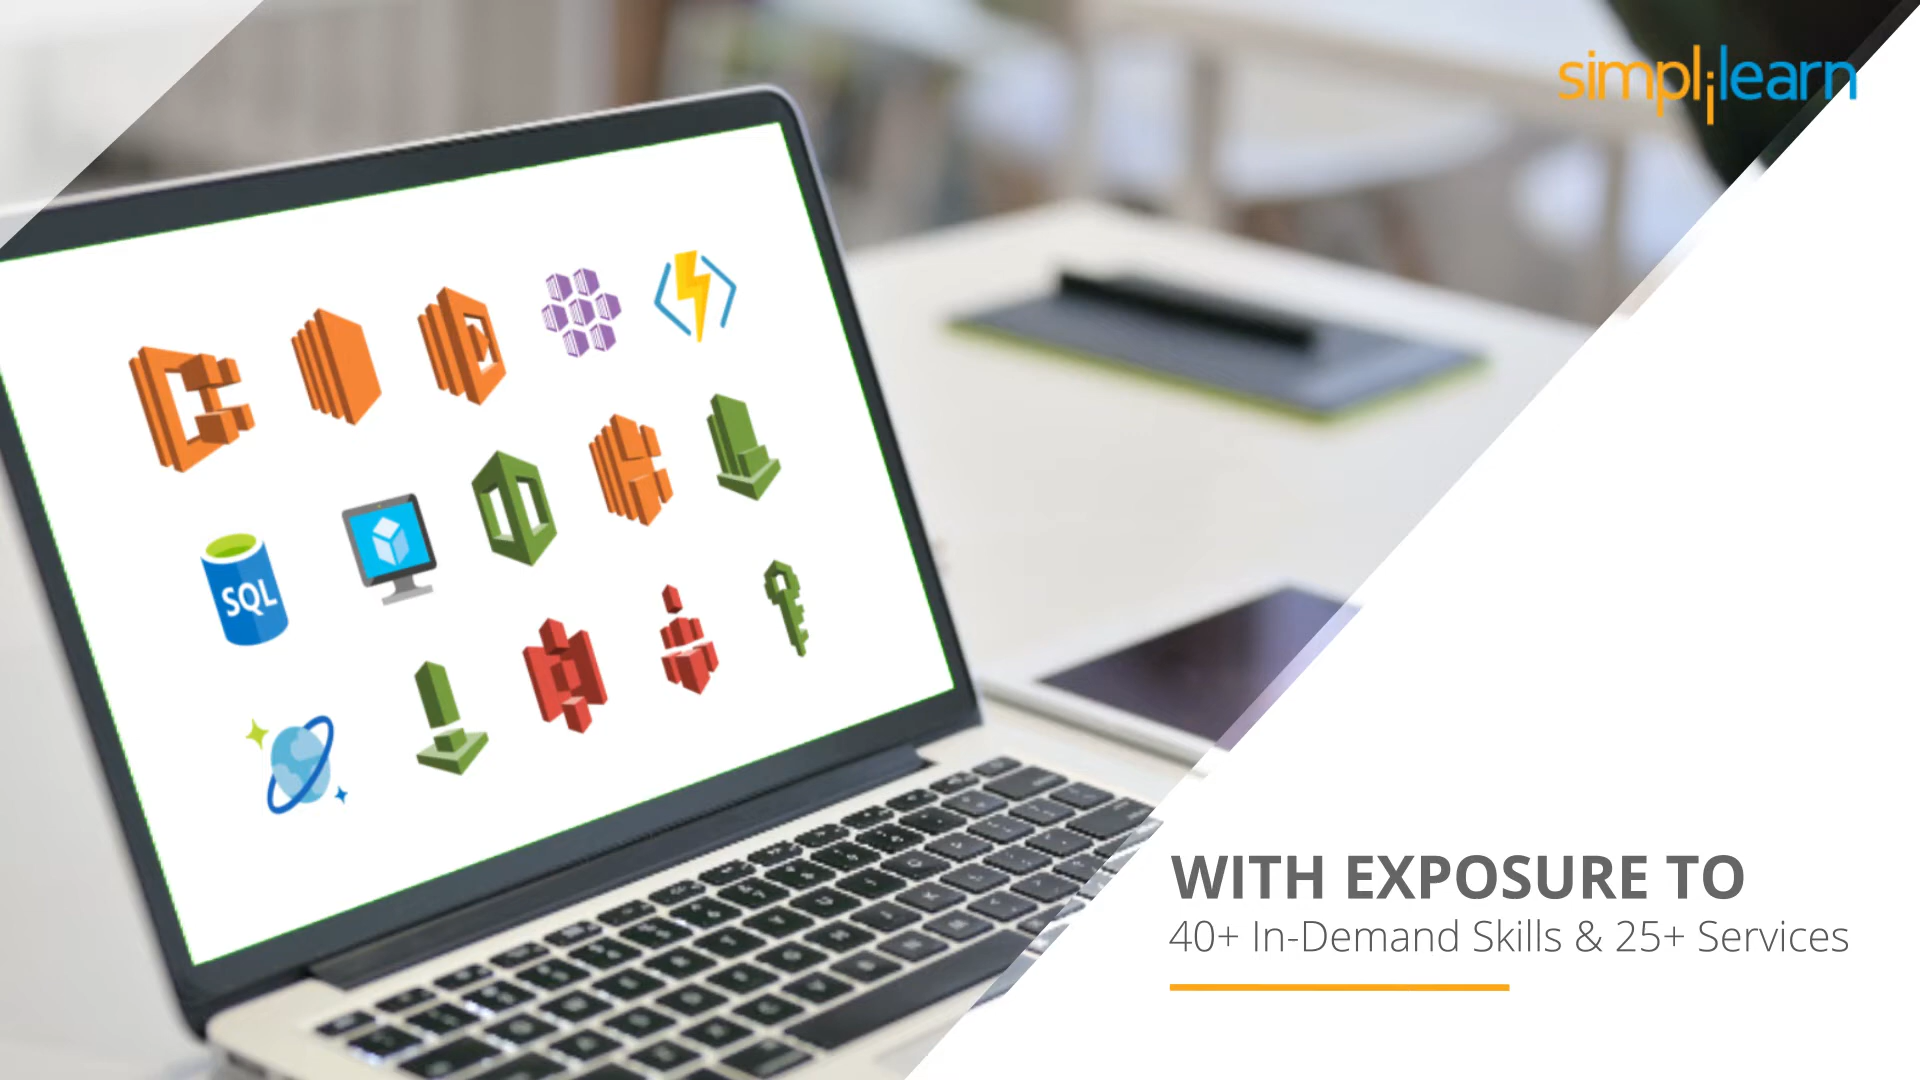 simplilearn
SQL
WITH EXPOSURE TO
40+ In-Demand Skills & 25+ Services